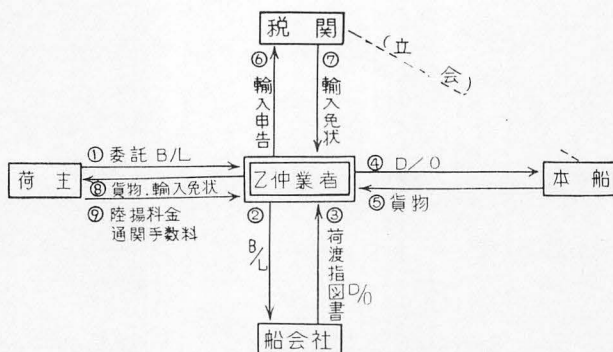 税関
(立会)
⑥ 輸入申告
⑦ 輸入免状
① 委託 B/L
荷主
⑧ 貨物、輸入免状
⑨ 陸揚料金
通関手数料
乙仲業者
④ D/O
⑤ 貨物
本船
② B/L
③ 荷渡指図書 D/O
船会社